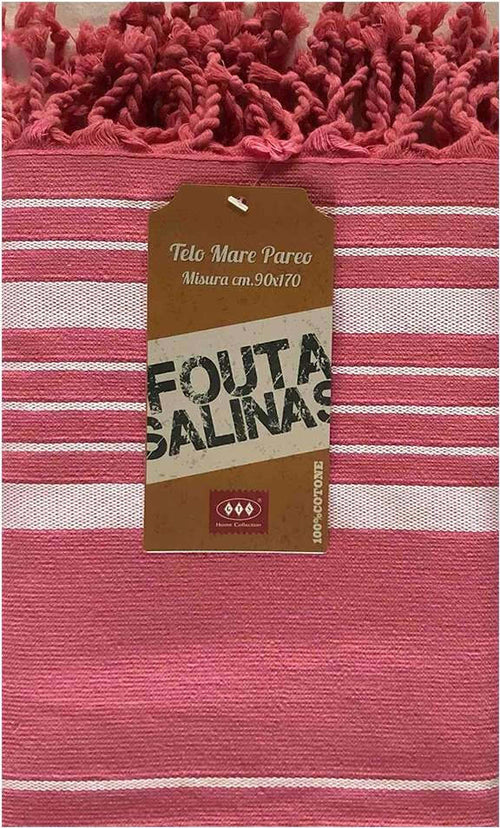 Telo Mare Pareo
Misura cm.90x170
FOUTA
SALINAS
Home Collection
100%COTONE